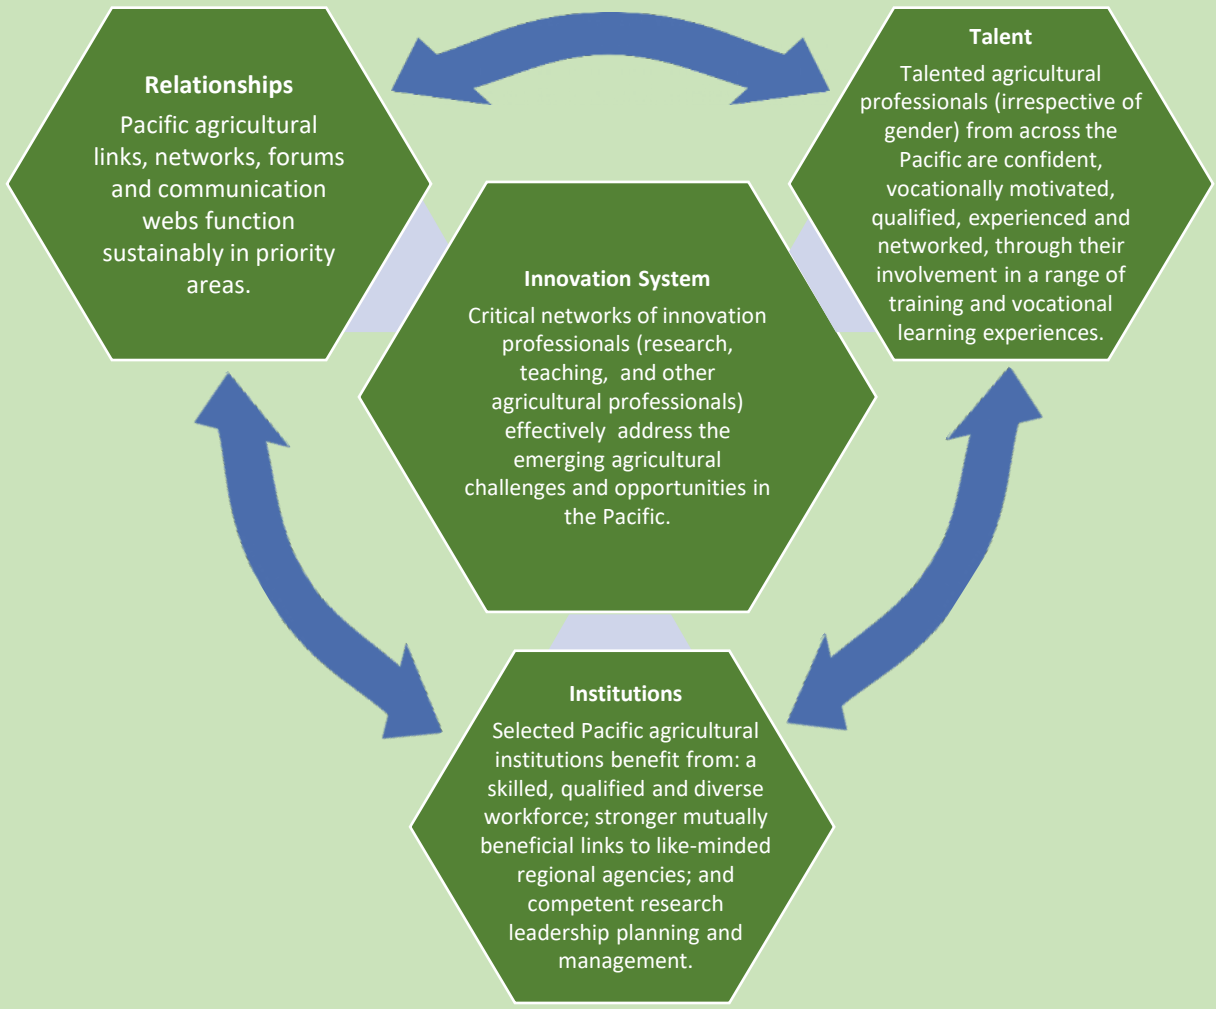 Relationships
Pacific agricultural
links, networks, forums
and communication
webs function
sustainably in priority
areas.
Talent
Talented agricultural
professionals (irrespective of
gender) from across the
Pacific are confident,
vocationally motivated,
qualified, experienced and
networked, through their
involvement in a range of
training and vocational
learning experiences.
Innovation System
Critical networks of innovation
professionals (research,
teaching, and other
agricultural professionals)
effectively address the
emerging agricultural
challenges and opportunities in
the Pacific.
Institutions
Selected Pacific agricultural
institutions benefit from: a
skilled, qualified and diverse
workforce; stronger mutually
beneficial links to like-minded
regional agencies; and
competent research
leadership planning and
management.